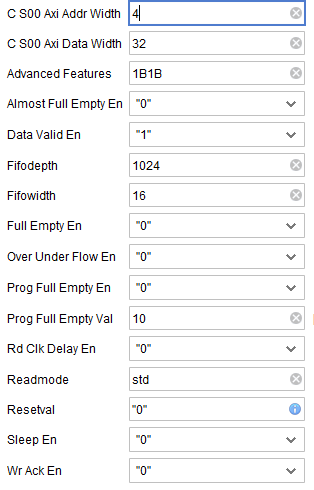 C S00 Axi Addr Width 4
C S00 Axi Data Width 32
Advanced Features 1B1B
Almost Full Empty En "0"
Data Valid En "1"
Fifodepth 1024
Fifowidth 16
Full Empty En "0"
Over Under Flow En "0"
Prog Full Empty En "0"
Prog Full Empty Val 10
Rd Clk Delay En "0"
Readmode std
Resetval "0"
Sleep En "0"
Wr Ack En "0"